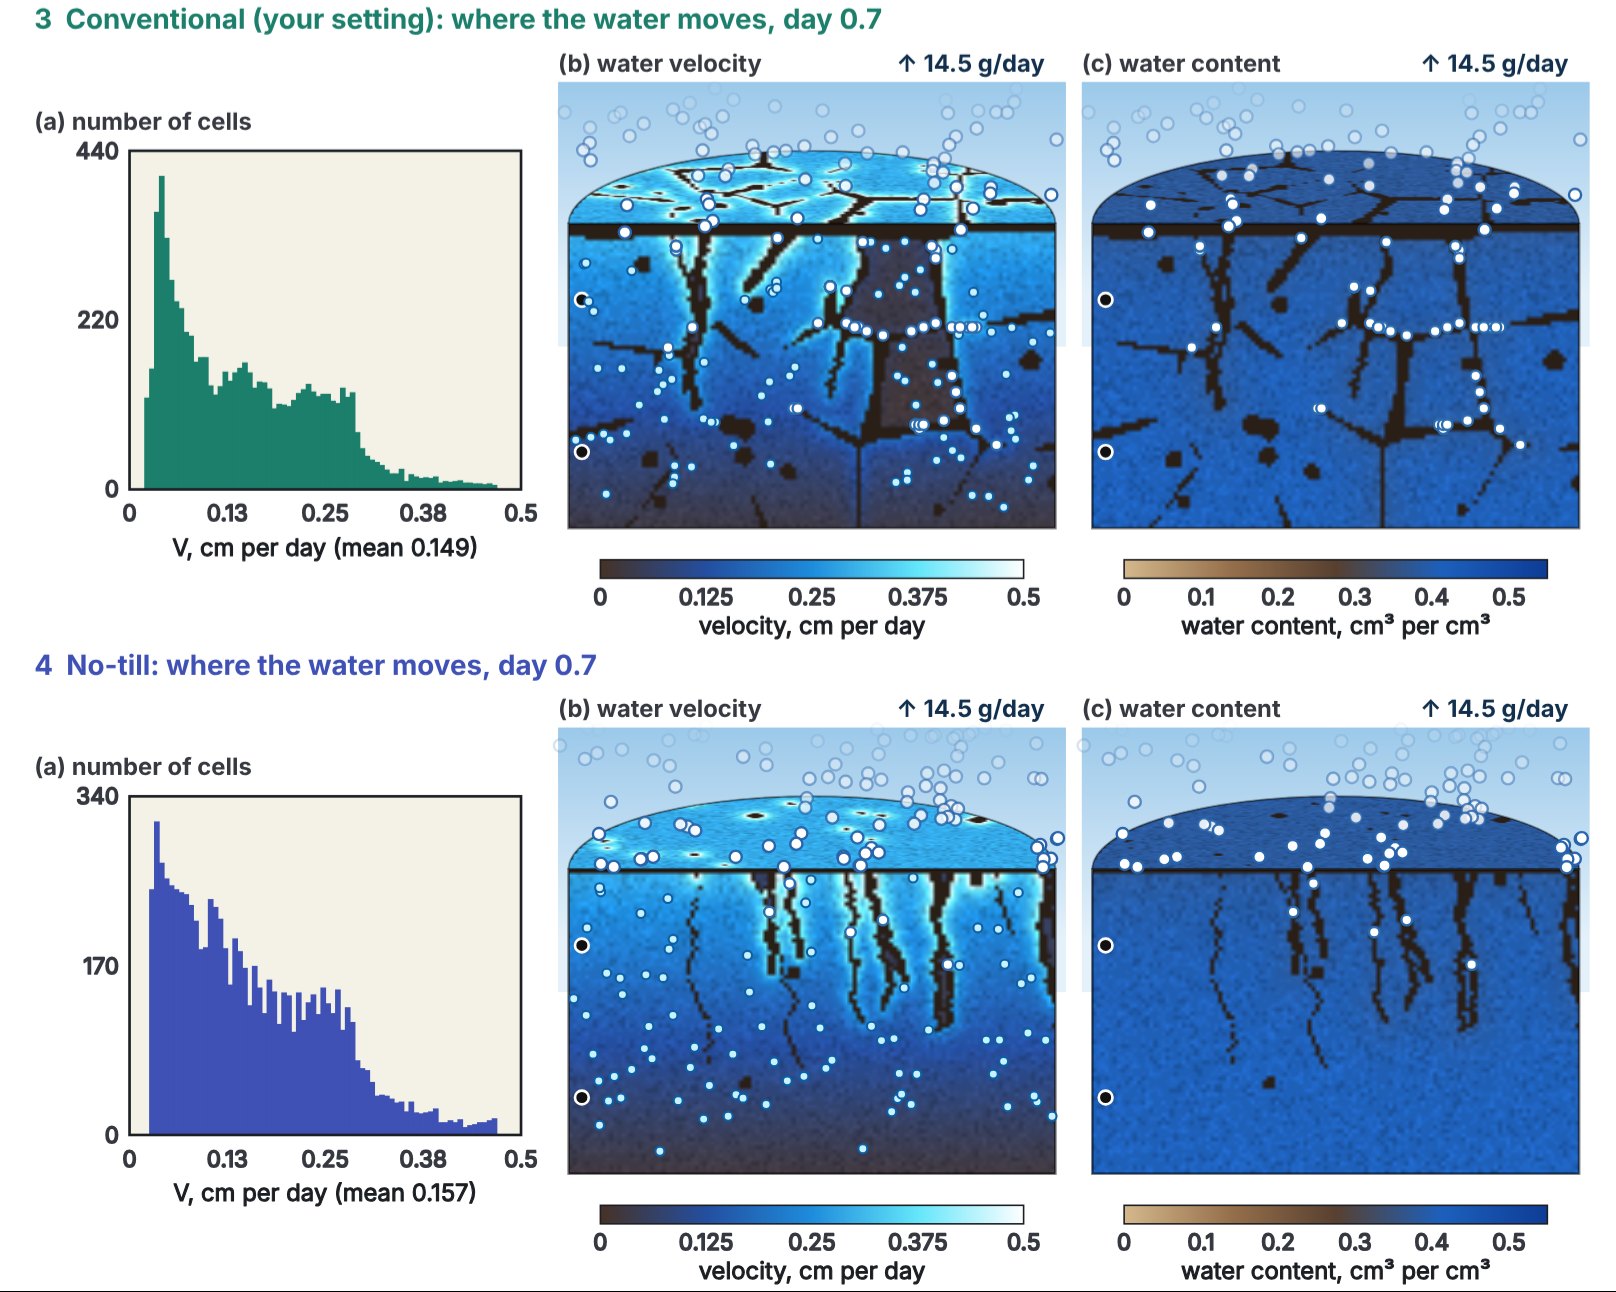 3 Conventional (your setting): where the water moves, day 0.7
(b) water velocity ↑ 14.5 g/day
(c) water content ↑ 14.5 g/day
(a) number of cells
440
220
0
0 0.13 0.25 0.38 0.5
V, cm per day (mean 0.149)
0 0.125 0.25 0.375 0.5
velocity, cm per day
0 0.1 0.2 0.3 0.4 0.5
water content, cm³ per cm³
4 No-till: where the water moves, day 0.7
(b) water velocity ↑ 14.5 g/day
(c) water content ↑ 14.5 g/day
(a) number of cells
340
170
0
0 0.13 0.25 0.38 0.5
V, cm per day (mean 0.157)
0 0.125 0.25 0.375 0.5
velocity, cm per day
0 0.1 0.2 0.3 0.4 0.5
water content, cm³ per cm³